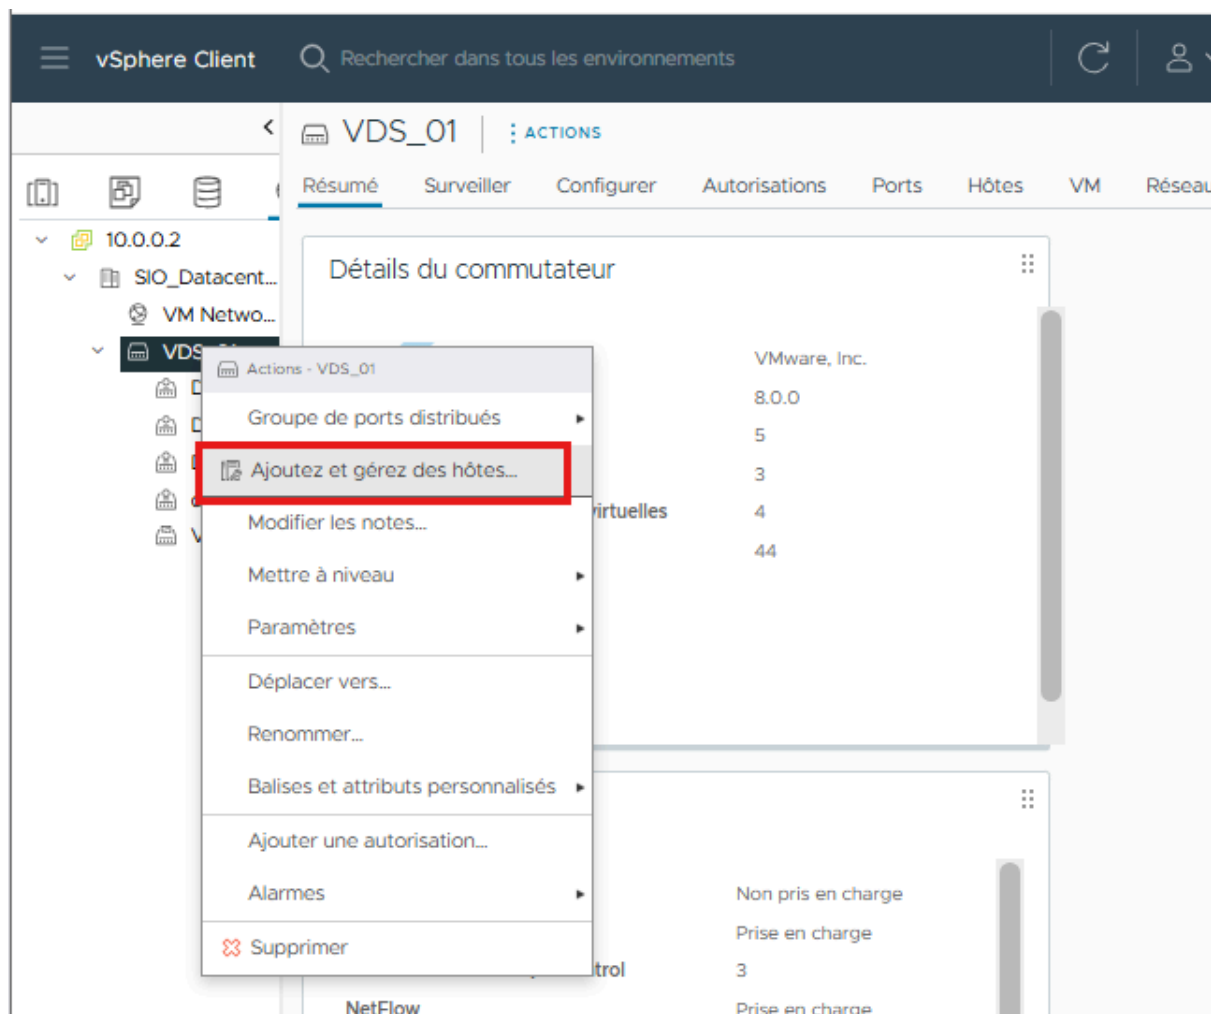 vSphere Client
Rechercher dans tous les environnements
VDS_01
ACTIONS
Résumé Surveiller Configurer Autorisations Ports Hôtes VM Réseau
10.0.0.2
SIO_Datacent...
VM Netwo...
VDS
Détails du commutateur
VMware, Inc.
8.0.0
5
3
virtuelles 4
44
Actions - VDS_01
Groupe de ports distribués
Ajoutez et gérez des hôtes...
Modifier les notes...
Mettre à niveau
Paramètres
Déplacer vers...
Renommer...
Balises et attributs personnalisés
Ajouter une autorisation...
Alarmes
Supprimer
Non pris en charge
Prise en charge
trol 3
NetFlow Prise en charge